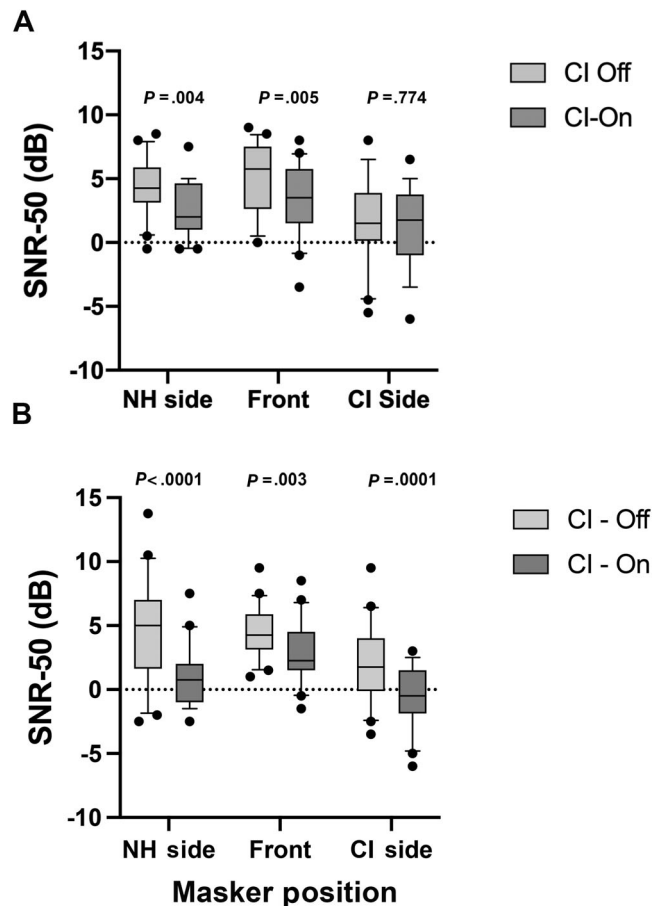 A
15
10
5
0
-5
-10
SNR-50 (dB)
P = .004
P = .005
P = .774
CI Off
CI-On
NH side
Front
CI Side
B
15
10
5
0
-5
-10
SNR-50 (dB)
P< .0001
P = .003
P = .0001
CI - Off
CI - On
NH side
Front
CI side
Masker position